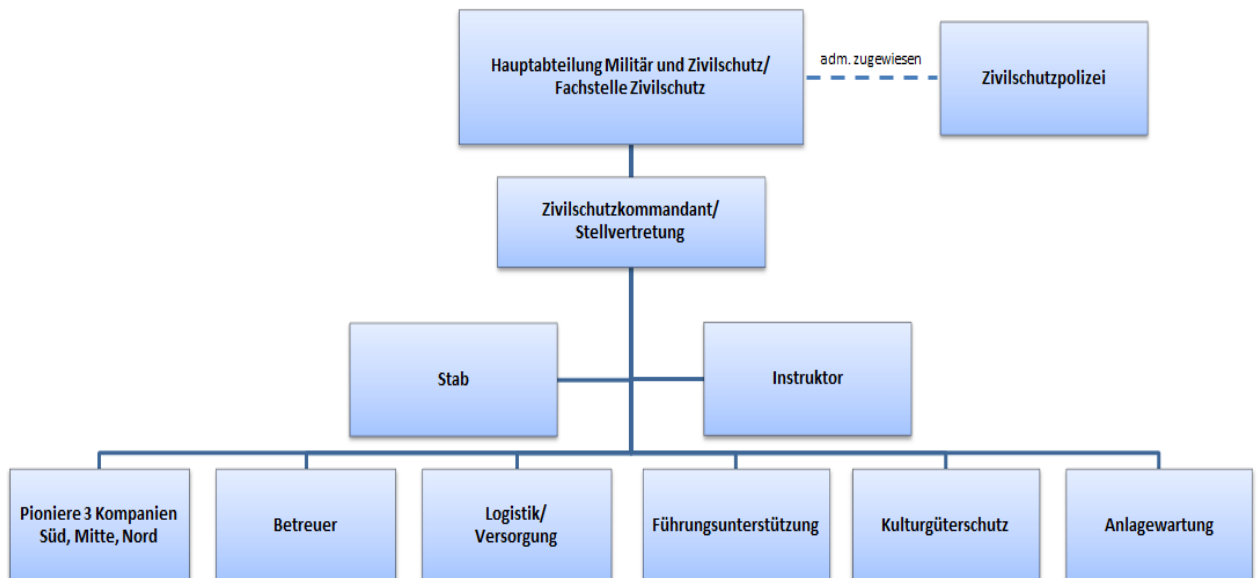 Hauptabteilung Militär und Zivilschutz/
Fachstelle Zivilschutz
adm. zugewiesen
Zivilschutzpolizei
Zivilschutzkommandant/
Stellvertretung
Stab
Instruktor
Pioniere 3 Kompanien
Süd, Mitte, Nord
Betreuer
Logistik/
Versorgung
Führungsunterstützung
Kulturgüterschutz
Anlagewartung